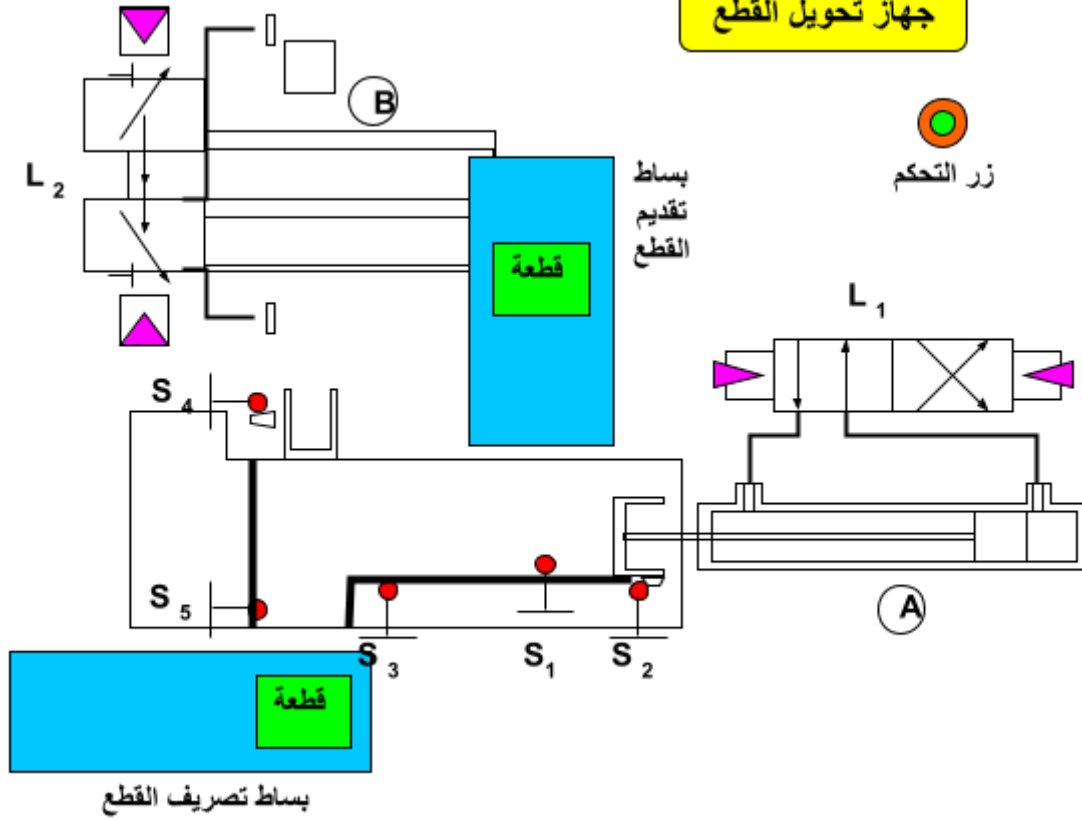 جهاز تحويل القطع
B
L 2
بساط
تقديم
القطع
زر التحكم
قطعة
L 1
S 4
S 5
A
S 3
S 1
S 2
قطعة
بساط تصريف القطع